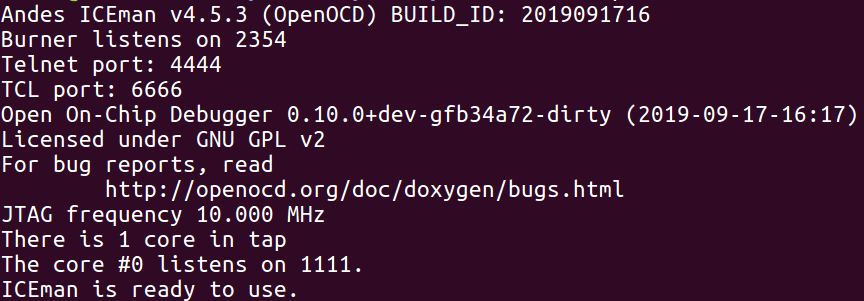 Andes ICEman v4.5.3 (OpenOCD) BUILD_ID: 2019091716
Burner listens on 2354
Telnet port: 4444
TCL port: 6666
Open On-Chip Debugger 0.10.0+dev-gfb34a72-dirty (2019-09-17-16:17)
Licensed under GNU GPL v2
For bug reports, read
        http://openocd.org/doc/doxygen/bugs.html
JTAG frequency 10.000 MHz
There is 1 core in tap
The core #0 listens on 1111.
ICEman is ready to use.